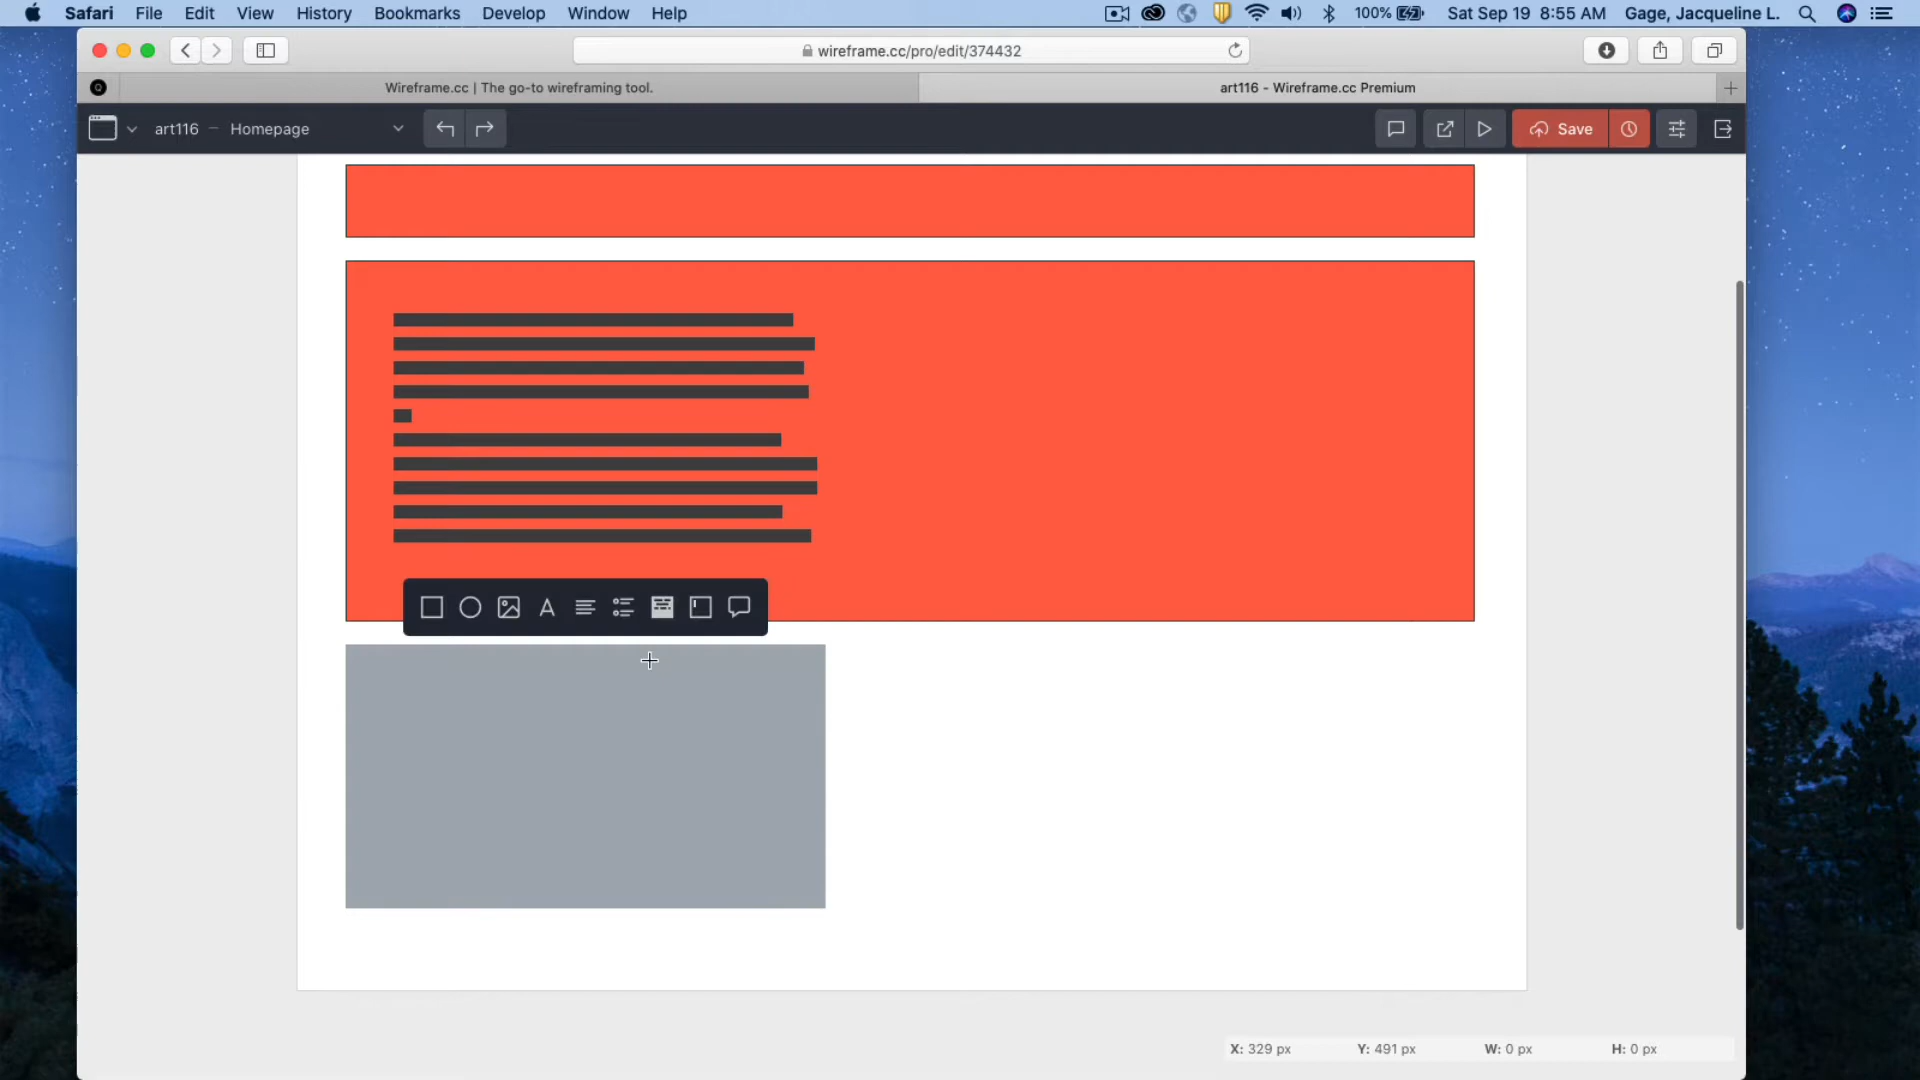 Safari File Edit View History Bookmarks Develop Window Help 100% Sat Sep 19 8:55 AM Gage, Jacqueline L.
wireframe.cc/pro/edit/374432
Wireframe.cc | The go-to wireframing tool. art116 - Wireframe.cc Premium
art116 – Homepage Save
X: 329 px Y: 491 px W: 0 px H: 0 px